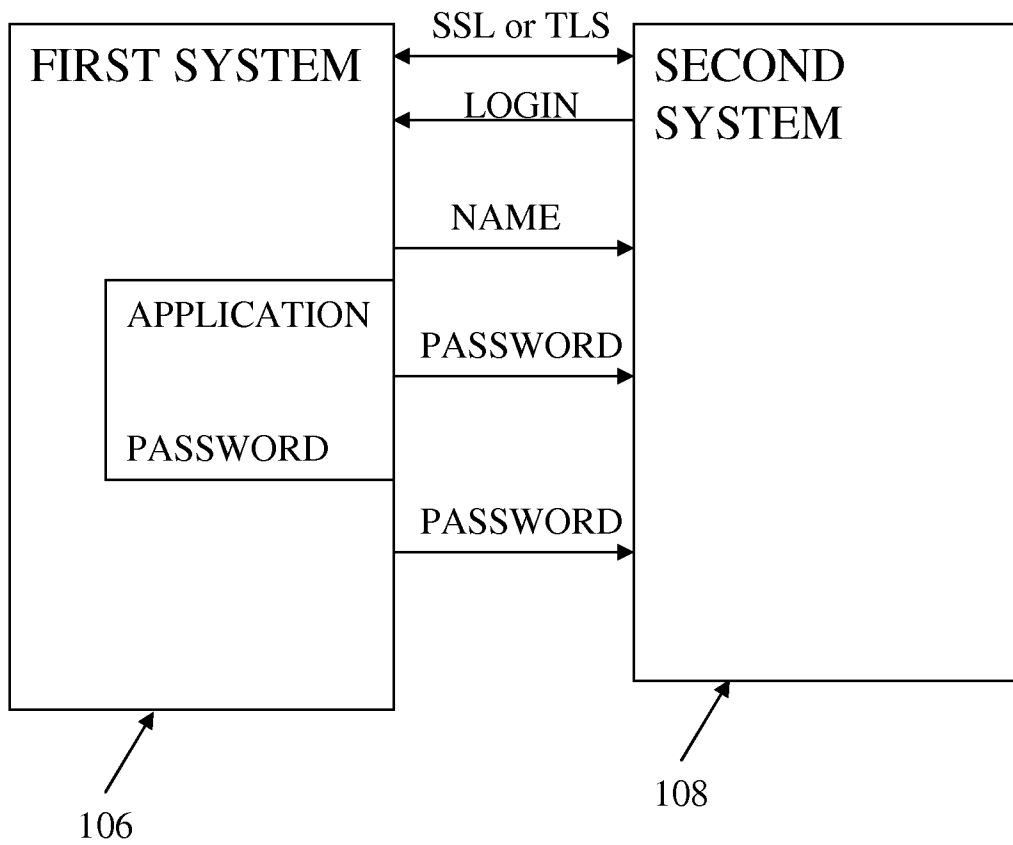 SSL or TLS
FIRST SYSTEM
SECOND
SYSTEM
LOGIN
NAME
APPLICATION
PASSWORD
PASSWORD
PASSWORD
106
108